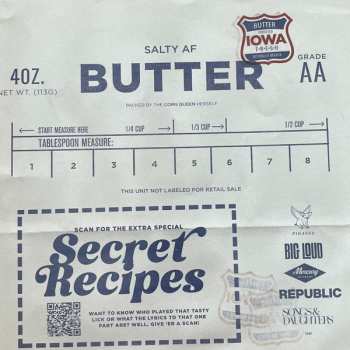 BUTTER
IOWA
SALTY AF
4OZ.
NET WT. (113G)
BUTTER
GRADE
AA
PACKED BY THE CORN QUEEN HERSELF
START MEASURE HERE 1/4 CUP 1/3 CUP 1/2 CUP
TABLESPOON MEASURE:
1 2 3 4 5 6 7 8
THIS UNIT NOT LABELED FOR RETAIL SALE
SCAN FOR THE EXTRA SPECIAL
Secret
Recipes
WANT TO KNOW WHO PLAYED THAT TASTY
LICK OR WHAT THE LYRICS TO THAT ONE
PART ARE? WELL, GIVE 'ER A SCAN!
PIGASUS
BIG LOUD
Mercury
REPUBLIC
SONGS &
DAUGHTERS